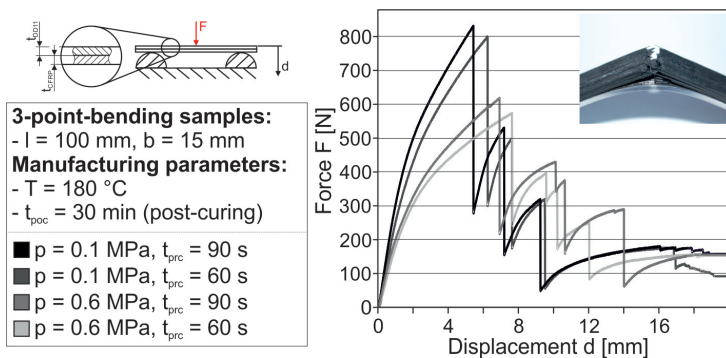 t_DD11
t_CFRP
F
d
3-point-bending samples:
- l = 100 mm, b = 15 mm
Manufacturing parameters:
- T = 180 °C
- t_poc = 30 min (post-curing)
p = 0.1 MPa, t_prc = 90 s
p = 0.1 MPa, t_prc = 60 s
p = 0.6 MPa, t_prc = 90 s
p = 0.6 MPa, t_prc = 60 s
Force F [N]
800
700
600
500
400
300
200
100
0
0 4 8 12 16
Displacement d [mm]